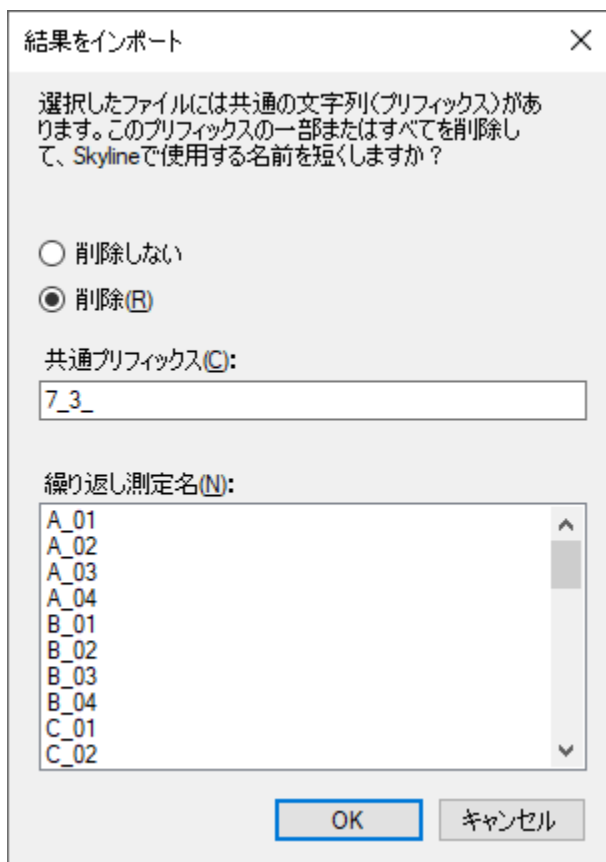 結果をインポート
選択したファイルには共通の文字列(プリフィックス)があ
ります。このプリフィックスの一部またはすべてを削除し
て、Skylineで使用する名前を短くしますか？
削除しない
削除(R)
共通プリフィックス(C):
7_3_
繰り返し測定名(N):
A_01
A_02
A_03
A_04
B_01
B_02
B_03
B_04
C_01
C_02
OK
キャンセル